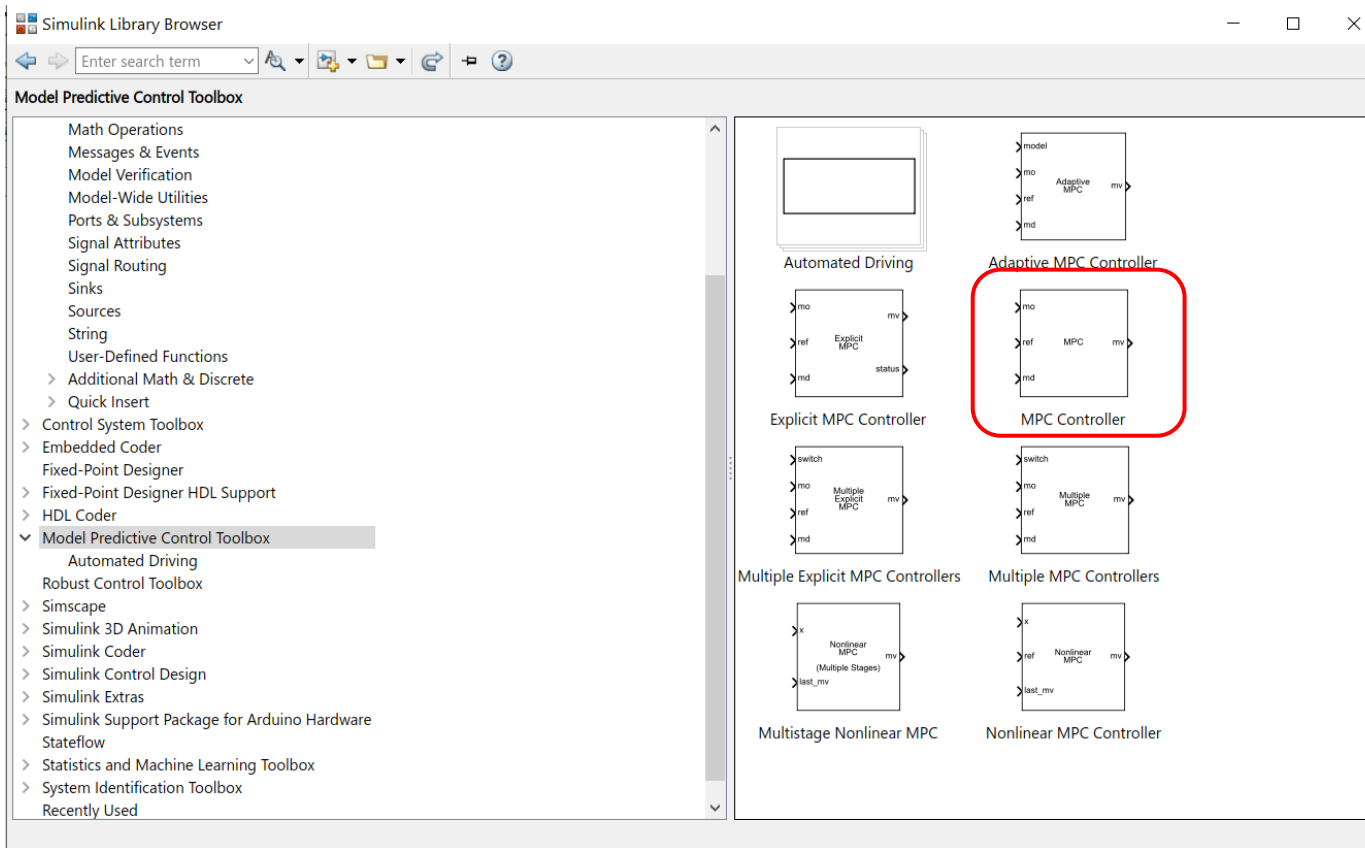 Simulink Library Browser
Enter search term
Model Predictive Control Toolbox
Math Operations
Messages & Events
Model Verification
Model-Wide Utilities
Ports & Subsystems
Signal Attributes
Signal Routing
Sinks
Sources
String
User-Defined Functions
Additional Math & Discrete
Quick Insert
Control System Toolbox
Embedded Coder
Fixed-Point Designer
Fixed-Point Designer HDL Support
HDL Coder
Model Predictive Control Toolbox
Automated Driving
Robust Control Toolbox
Simscape
Simulink 3D Animation
Simulink Coder
Simulink Control Design
Simulink Extras
Simulink Support Package for Arduino Hardware
Stateflow
Statistics and Machine Learning Toolbox
System Identification Toolbox
Recently Used
Automated Driving
model
mo
ref
md
Adaptive
MPC
mv
Adaptive MPC Controller
mo
ref
md
Explicit
MPC
mv
status
Explicit MPC Controller
mo
ref
md
MPC
mv
MPC Controller
switch
mo
ref
md
Multiple
Explicit
MPC
mv
Multiple Explicit MPC Controllers
switch
mo
ref
md
Multiple
MPC
mv
Multiple MPC Controllers
x
last_mv
Nonlinear
MPC
(Multiple Stages)
mv
Multistage Nonlinear MPC
x
ref
last_mv
Nonlinear
MPC
mv
Nonlinear MPC Controller